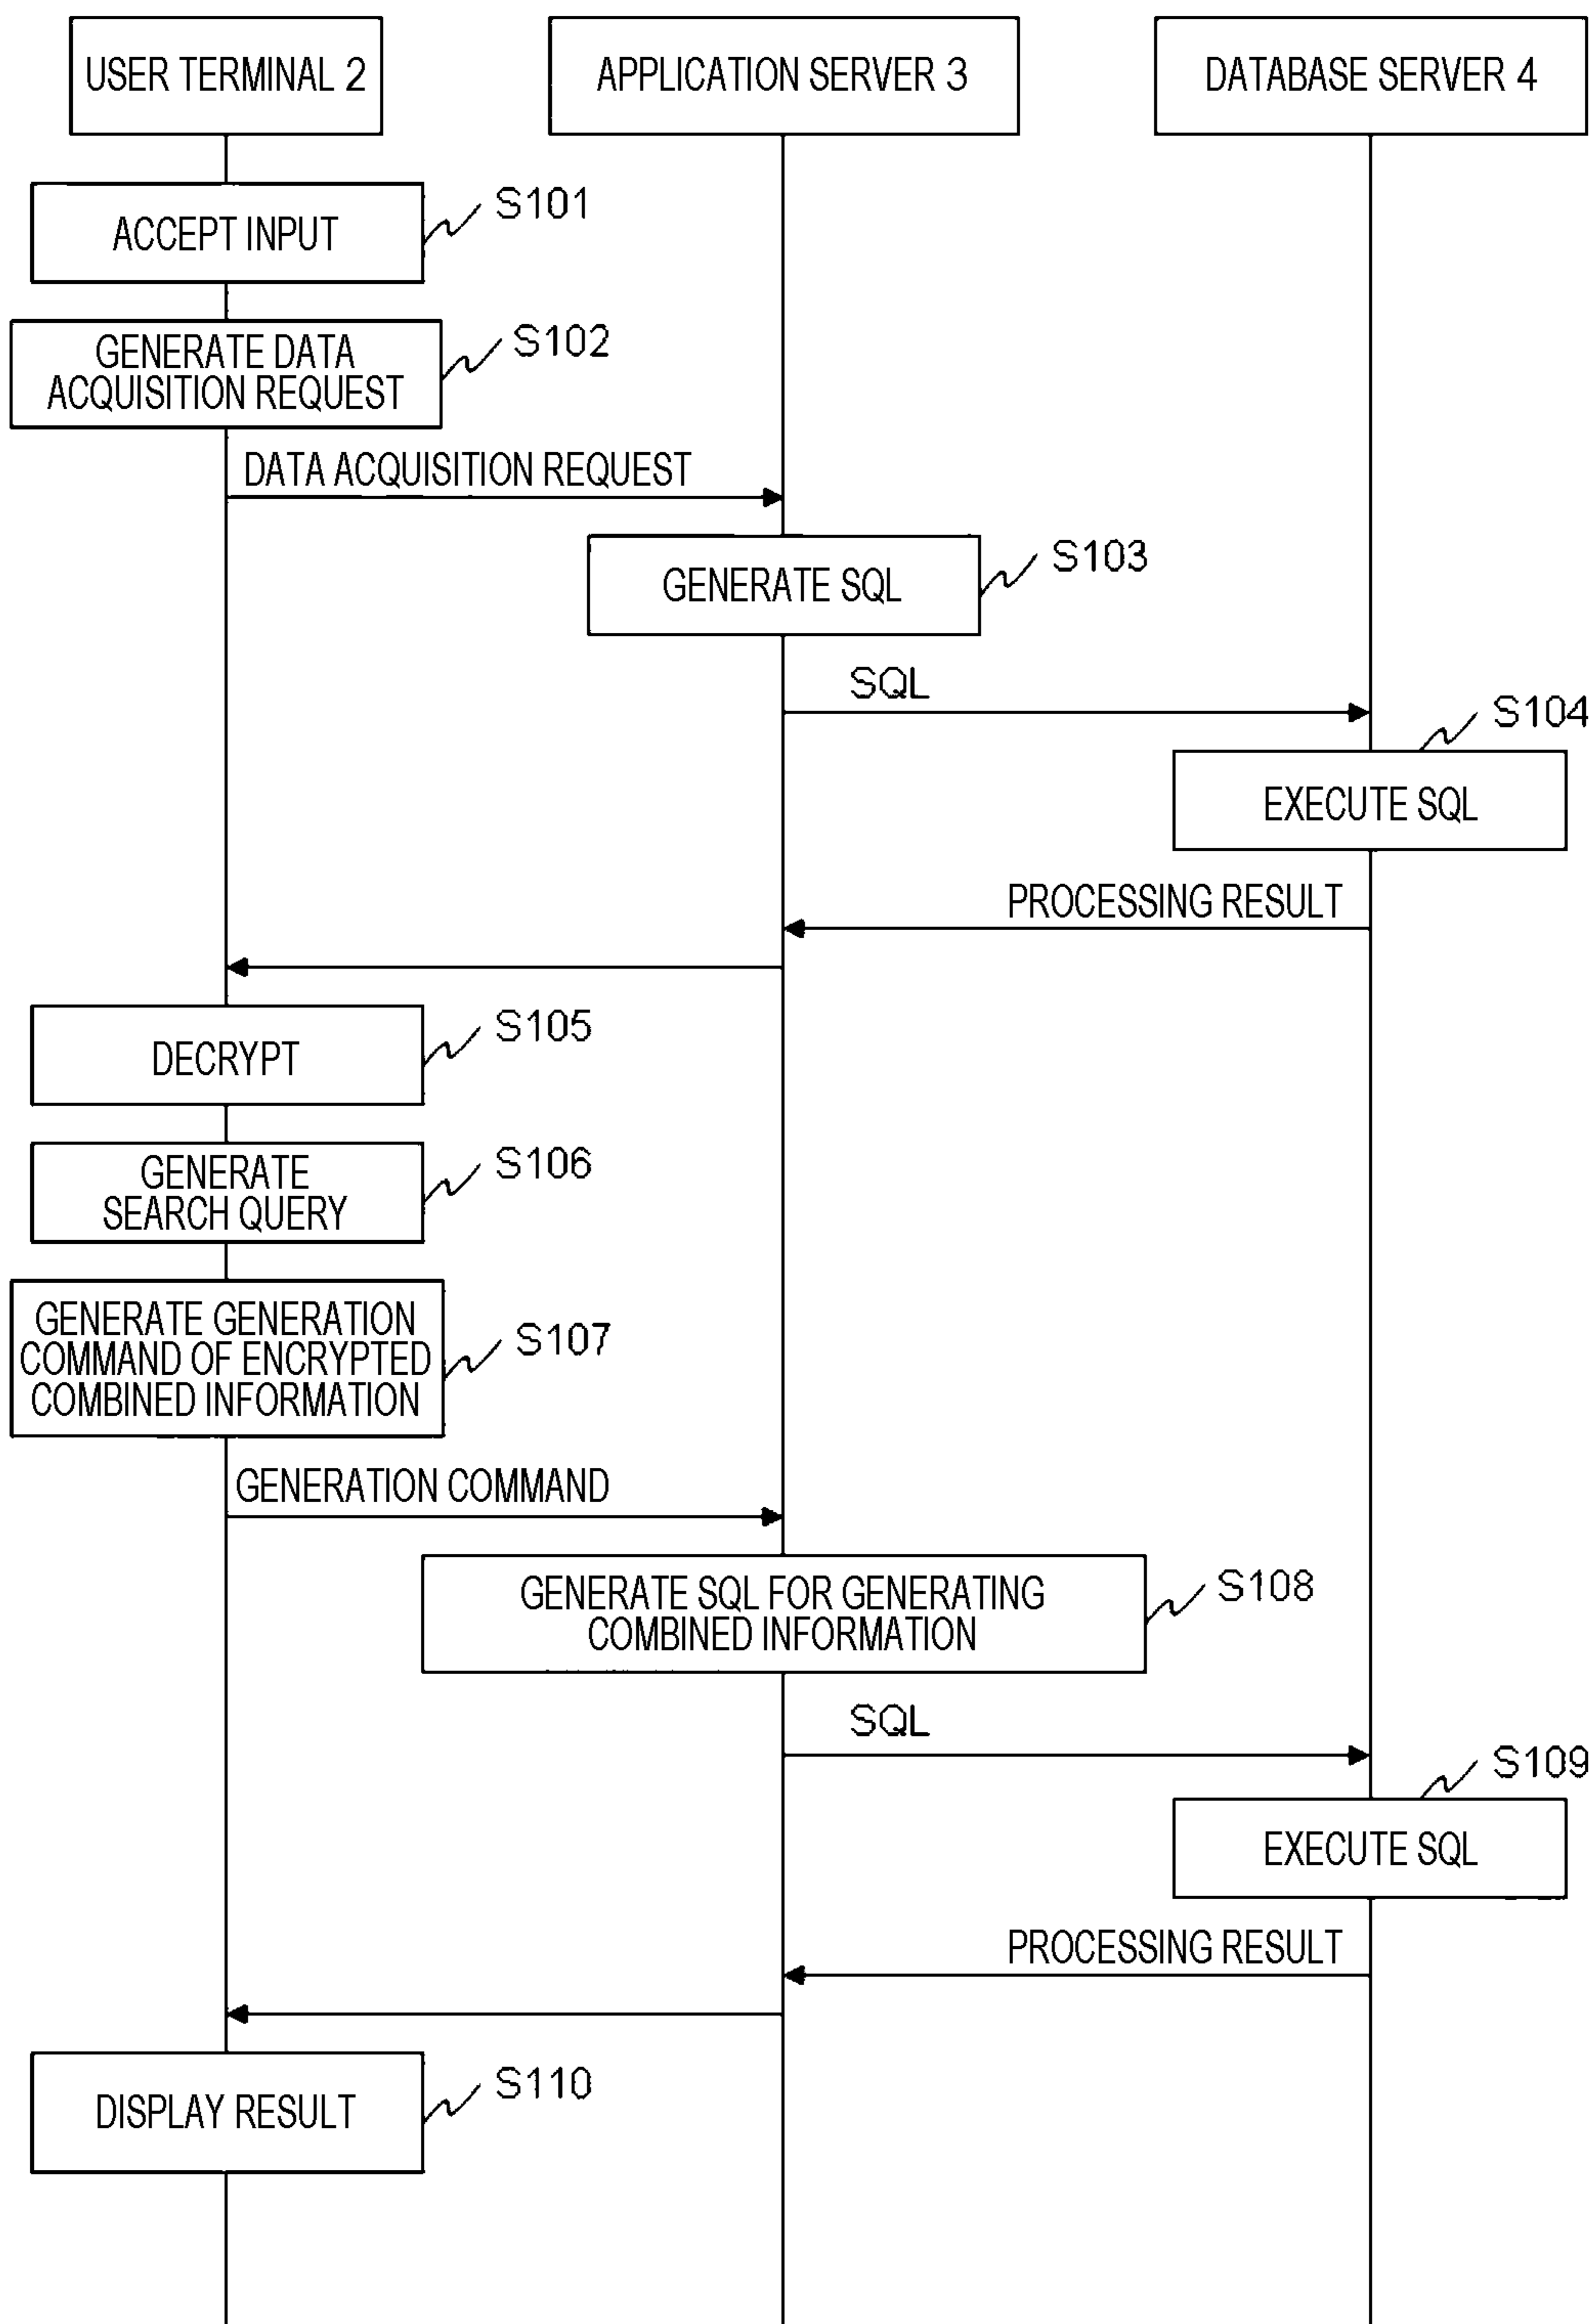 USER TERMINAL 2
APPLICATION SERVER 3
DATABASE SERVER 4
ACCEPT INPUT
S101
GENERATE DATA
ACQUISITION REQUEST
S102
DATA ACQUISITION REQUEST
GENERATE SQL
S103
SQL
S104
EXECUTE SQL
PROCESSING RESULT
DECRYPT
S105
GENERATE
SEARCH QUERY
S106
GENERATE GENERATION
COMMAND OF ENCRYPTED
COMBINED INFORMATION
S107
GENERATION COMMAND
GENERATE SQL FOR GENERATING
COMBINED INFORMATION
S108
SQL
S109
EXECUTE SQL
PROCESSING RESULT
DISPLAY RESULT
S110